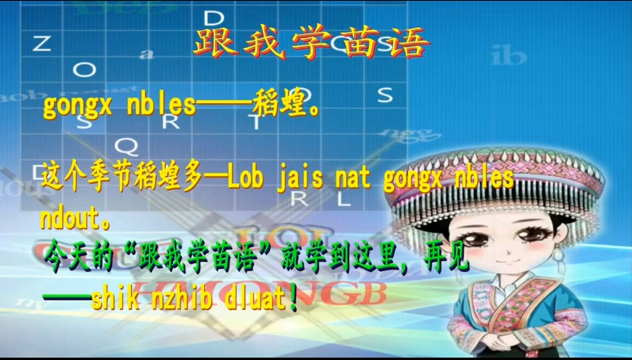 跟我学苗语
gongx nbles——稻蝗。
这个季节稻蝗多—Lob jais nat gongx nbles
ndout。
今天的“跟我学苗语”就学到这里，再见
——shik nzhib dluat！